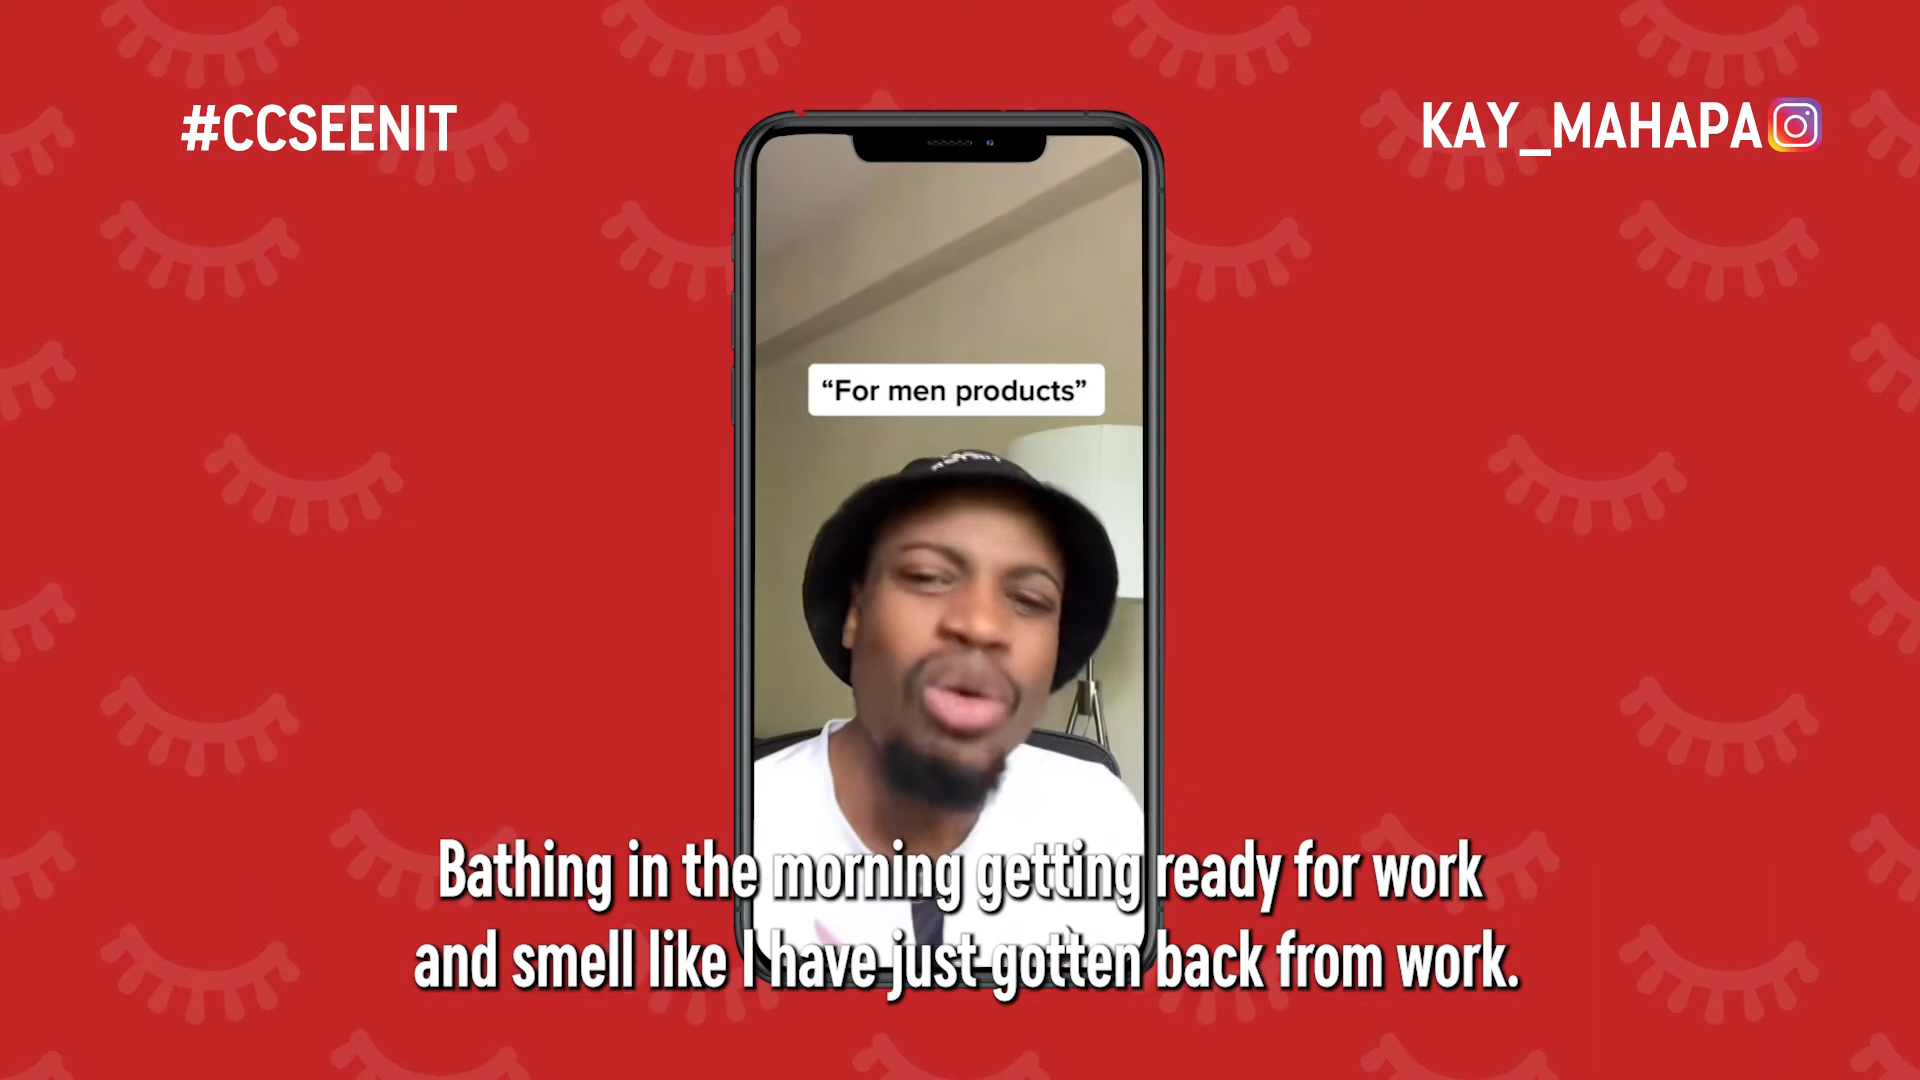 #CCSEENIT
KAY_MAHAPA
“For men products”
Bathing in the morning getting ready for work
and smell like I have just gotten back from work.